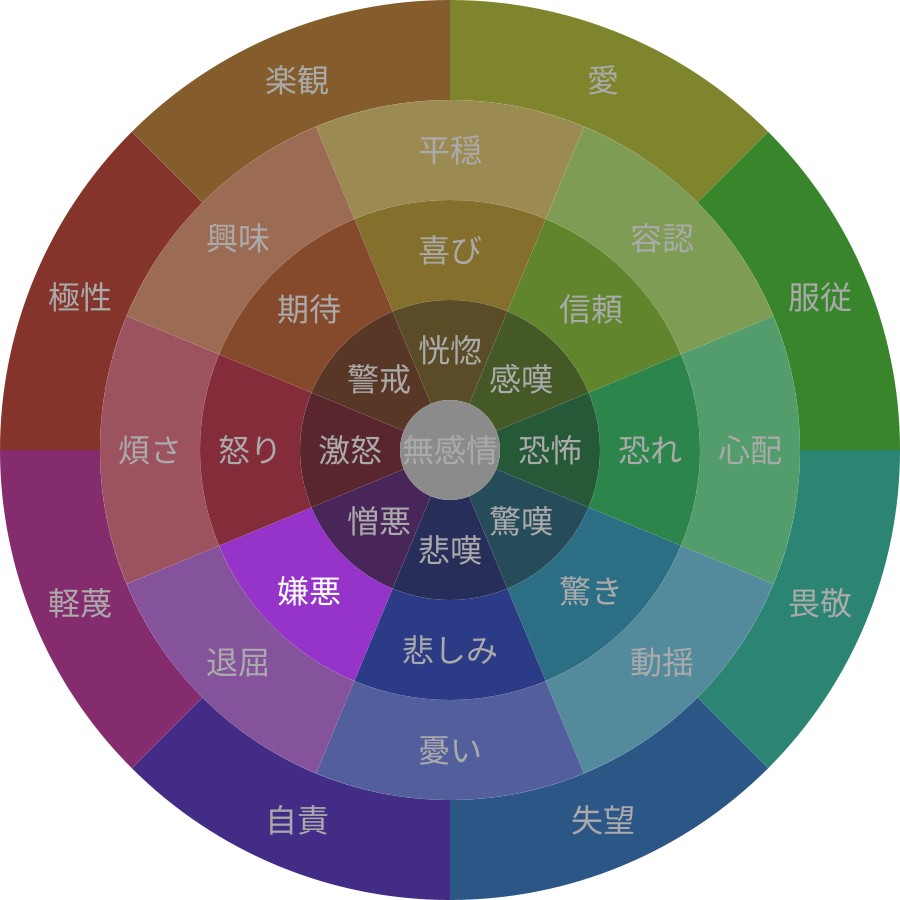 楽観
愛
平穏
興味
容認
喜び
極性
期待
信頼
服従
恍惚
警戒
感嘆
煩さ
怒り
激怒
無感情
恐怖
恐れ
心配
憎悪
驚嘆
悲嘆
軽蔑
嫌悪
驚き
畏敬
退屈
悲しみ
動揺
憂い
自責
失望